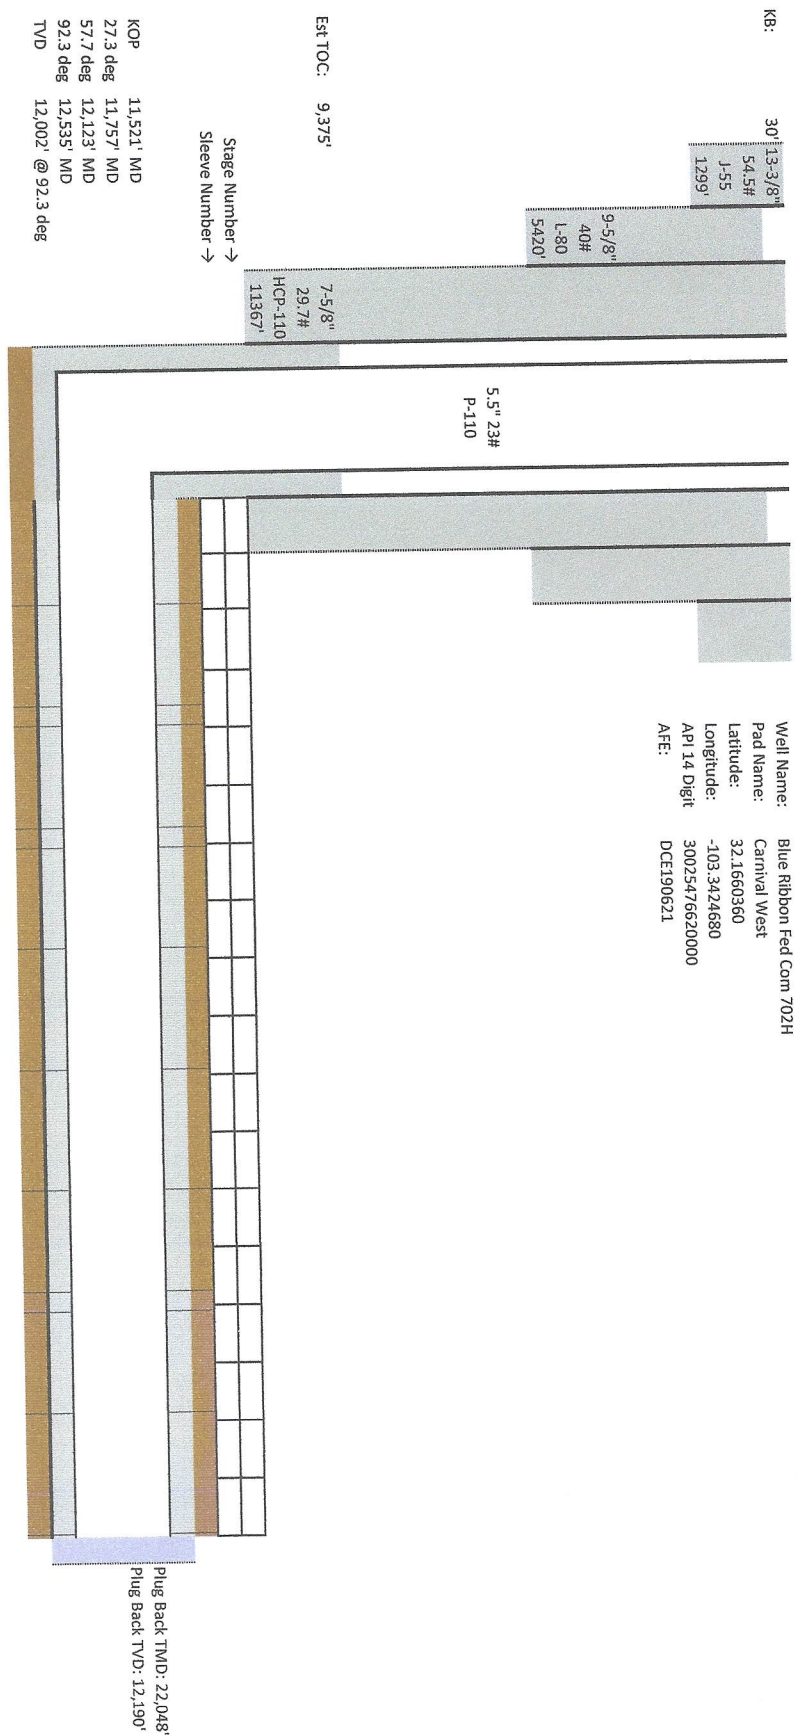 KB: 30'
13-3/8"
54.5#
J-55
1299'
9-5/8"
40#
L-80
5420'
7-5/8"
29.7#
HCP-110
11367'
5.5" 23#
P-110
Well Name: Blue Ribbon Fed Com 702H
Pad Name: Carnival West
Latitude: 32.1660360
Longitude: -103.3424680
API 14 Digit 30025476620000
AFE: DCE190621
Est TOC: 9,375'
Stage Number →
Sleeve Number →
KOP 11,521' MD
27.3 deg 11,757' MD
57.7 deg 12,123' MD
92.3 deg 12,535' MD
TVD 12,002' @ 92.3 deg
Plug Back TMD: 22,048'
Plug Back TVD: 12,190'